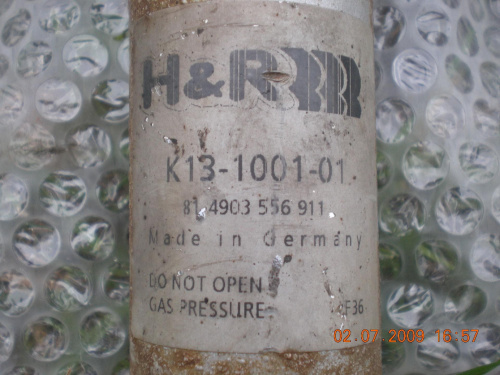 H&R
K13-1001-01
81 4903 556 911
Made in Germany
DO NOT OPEN
GAS PRESSURE
02.07.2009 16:57